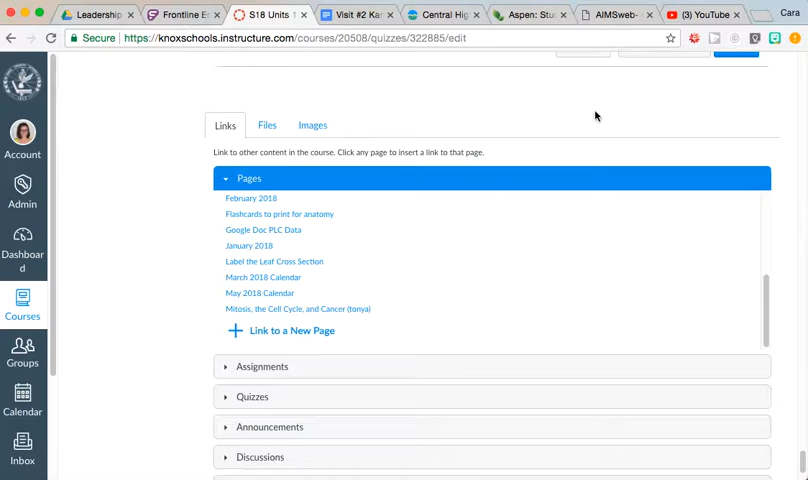 Leadership
Frontline Ed
S18 Units 1
Visit #2 Kar
Central Hig
Aspen: Stud
AIMSweb-
(3) YouTube
Cara
Secure
https://knoxschools.instructure.com/courses/20508/quizzes/322885/edit
Account
Admin
Dashboar
d
Courses
Groups
Calendar
Inbox
Links Files Images
Link to other content in the course. Click any page to insert a link to that page.
Pages
February 2018
Flashcards to print for anatomy
Google Doc PLC Data
January 2018
Label the Leaf Cross Section
March 2018 Calendar
May 2018 Calendar
Mitosis, the Cell Cycle, and Cancer (tonya)
Link to a New Page
Assignments
Quizzes
Announcements
Discussions